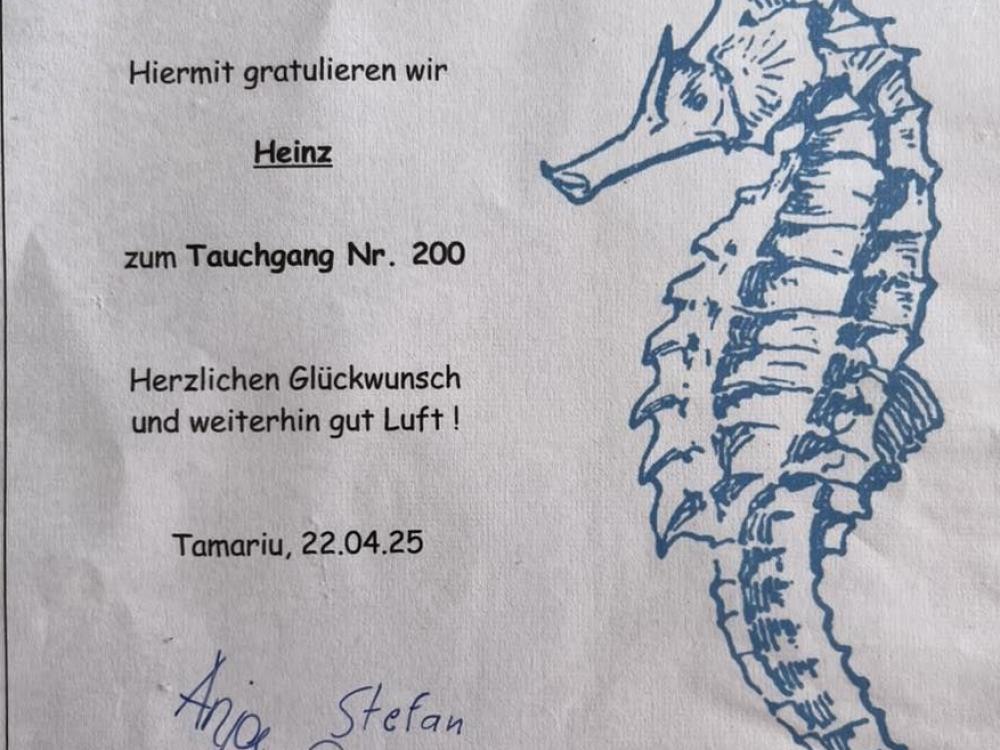 Hiermit gratulieren wir
Heinz
zum Tauchgang Nr. 200
Herzlichen Glückwunsch
und weiterhin gut Luft !
Tamariu, 22.04.25
Anja Stefan